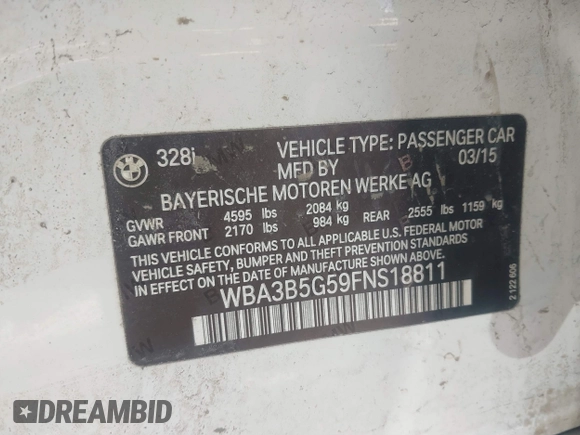 BMW
328i
VEHICLE TYPE: PASSENGER CAR
MFD BY
03/15
BAYERISCHE MOTOREN WERKE AG
GVWR 4595 lbs 2084 kg
GAWR FRONT 2170 lbs 984 kg REAR 2555 lbs 1159 kg
THIS VEHICLE CONFORMS TO ALL APPLICABLE U.S. FEDERAL MOTOR
VEHICLE SAFETY, BUMPER, AND THEFT PREVENTION STANDARDS
IN EFFECT ON THE DATE OF MANUFACTURE SHOWN ABOVE.
WBA3B5G59FNS18811
2 122 606
DREAMBID